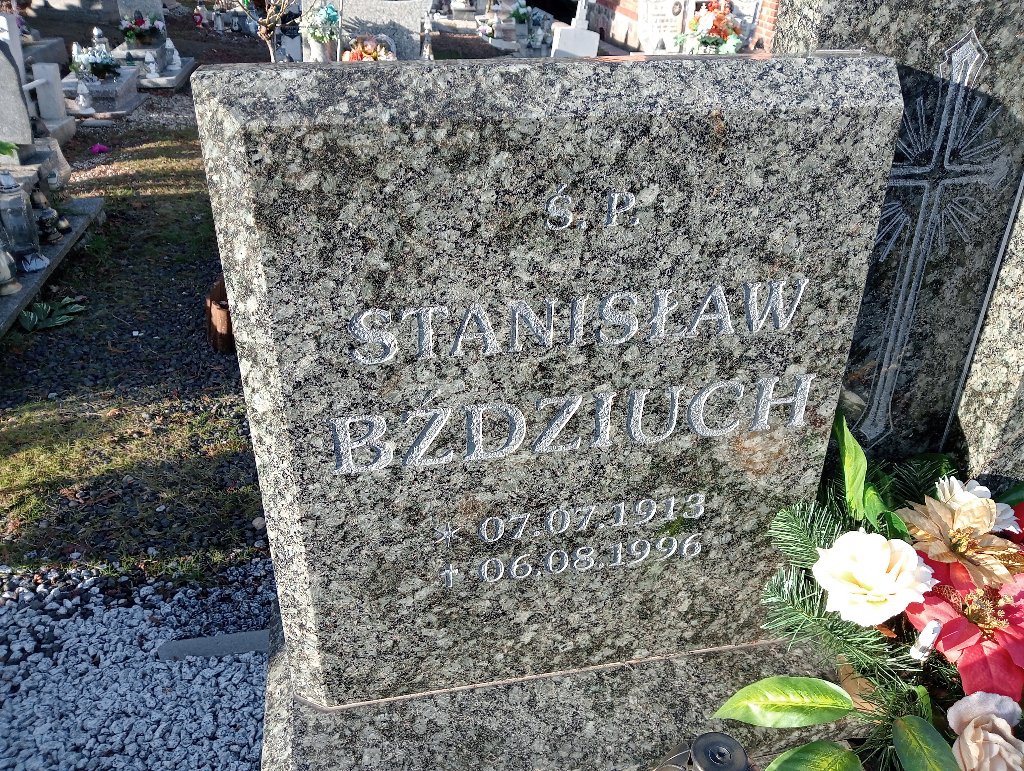 Ś. P.
STANISŁAW
BŹDZIUCH
* 07.07.1913
✝ 06.08.1996